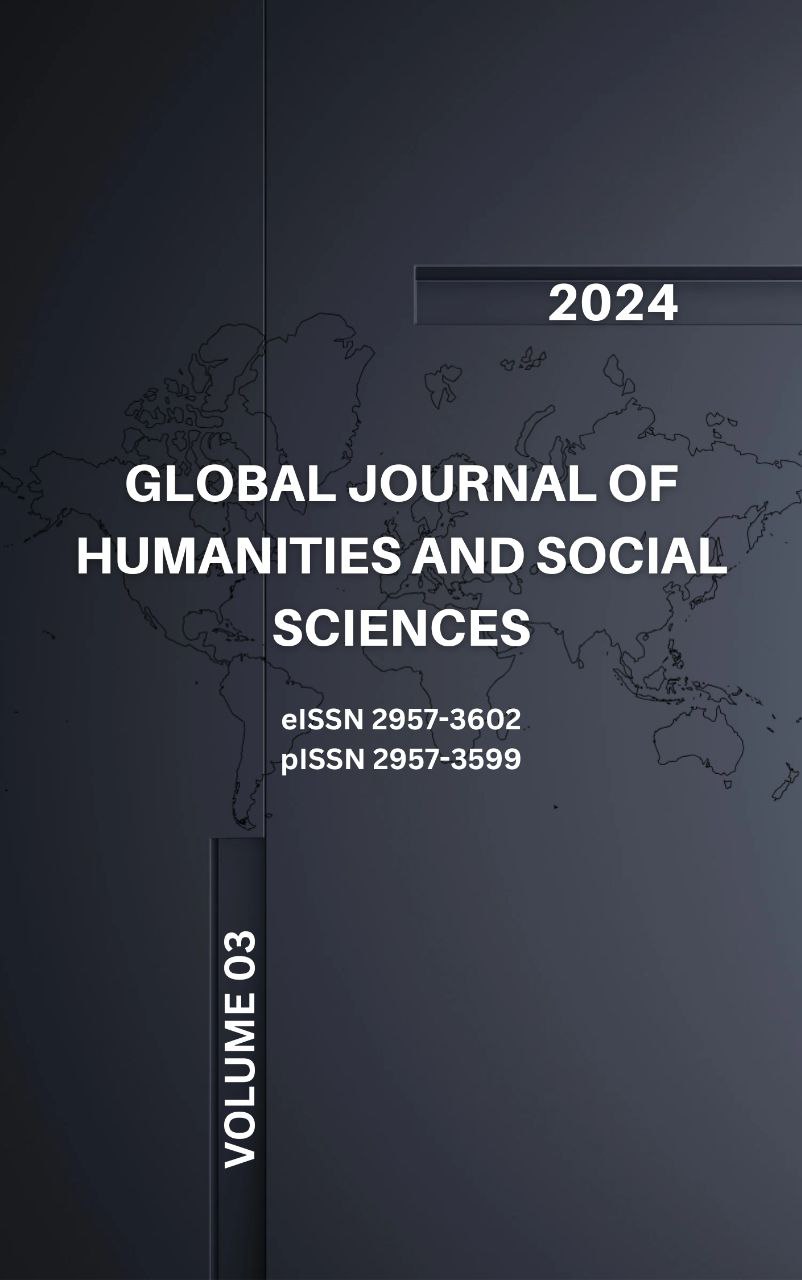 2024
GLOBAL JOURNAL OF
HUMANITIES AND SOCIAL
SCIENCES
eISSN 2957-3602
pISSN 2957-3599
VOLUME 03